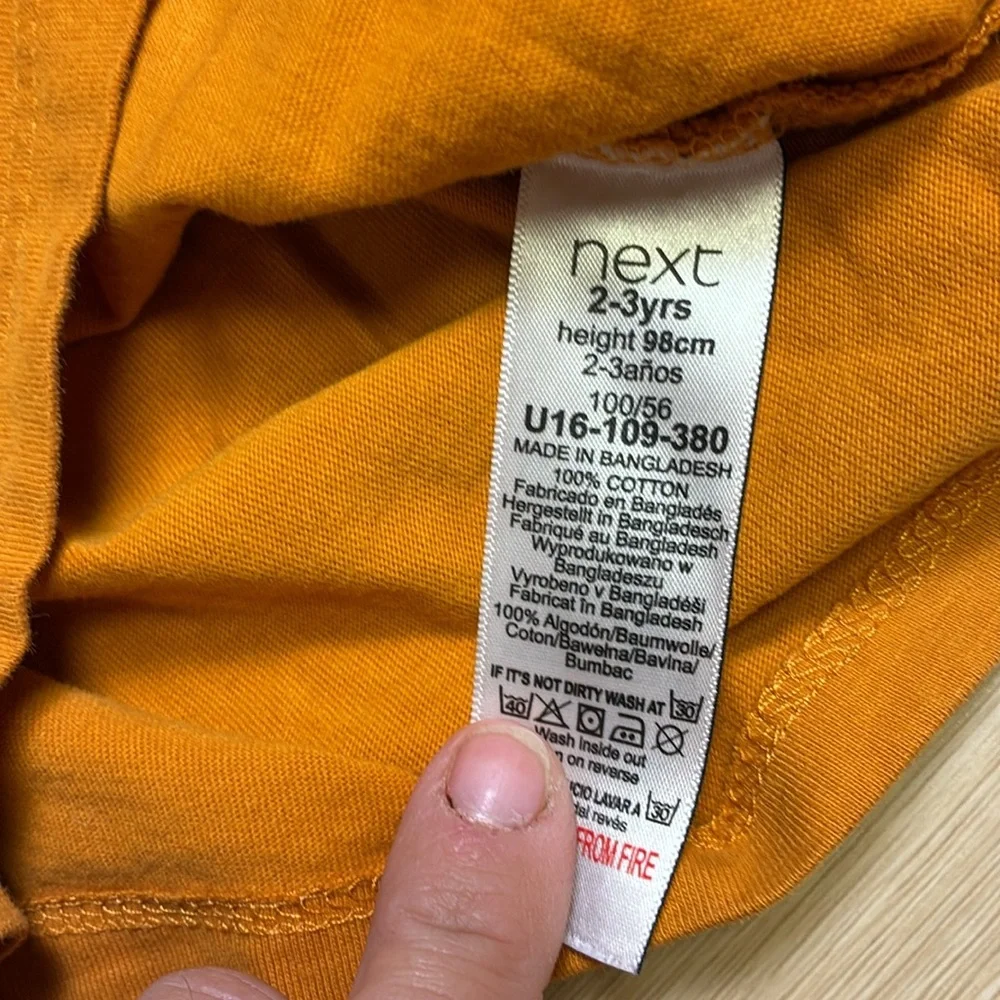 next
2-3yrs
height 98cm
2-3años
100/56
U16-109-380
MADE IN BANGLADESH
100% COTTON
Fabricado en Bangladés
Hergestellt in Bangladesch
Fabriqué au Bangladesh
Wyprodukowano w
Bangladeszu
Vyrobeno v Bangladéši
Fabricat în Bangladesh
100% Algodón/Baumwolle/
Coton/Bawełna/Bavlna/
Bumbac
IF IT'S NOT DIRTY WASH AT 30
40
Wash inside out
on reverse
LAVAR A 30
revés
FROM FIRE